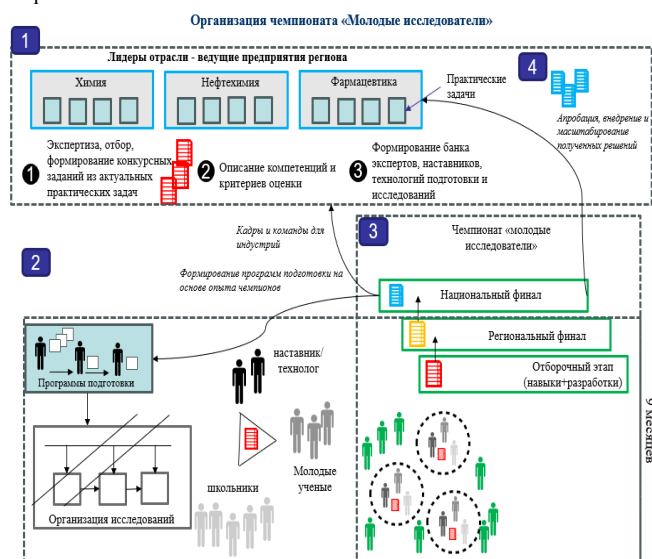 Организация чемпионата «Молодые исследователи»
1
Лидеры отрасли - ведущие предприятия региона
Химия
Нефтехимия
Фармацевтика
Практические
задачи
4
Апробация, внедрение и
масштабирование
полученных решений
1
Экспертиза, отбор,
формирование конкурсных
заданий из актуальных
практических задач
2
Описание компетенций и
критериев оценки
3
Формирование банка
экспертов, наставников,
технологий подготовки и
исследований
Кадры и команды для
индустрий
Формирование программ подготовки на
основе опыта чемпионов
2
3
Чемпионат «молодые
исследователи»
Национальный финал
Региональный финал
Отборочный этап
(навыки+разработки)
9 месяцев
Программы подготовки
Организация исследований
наставник/
технолог
Молодые
ученые
школьники